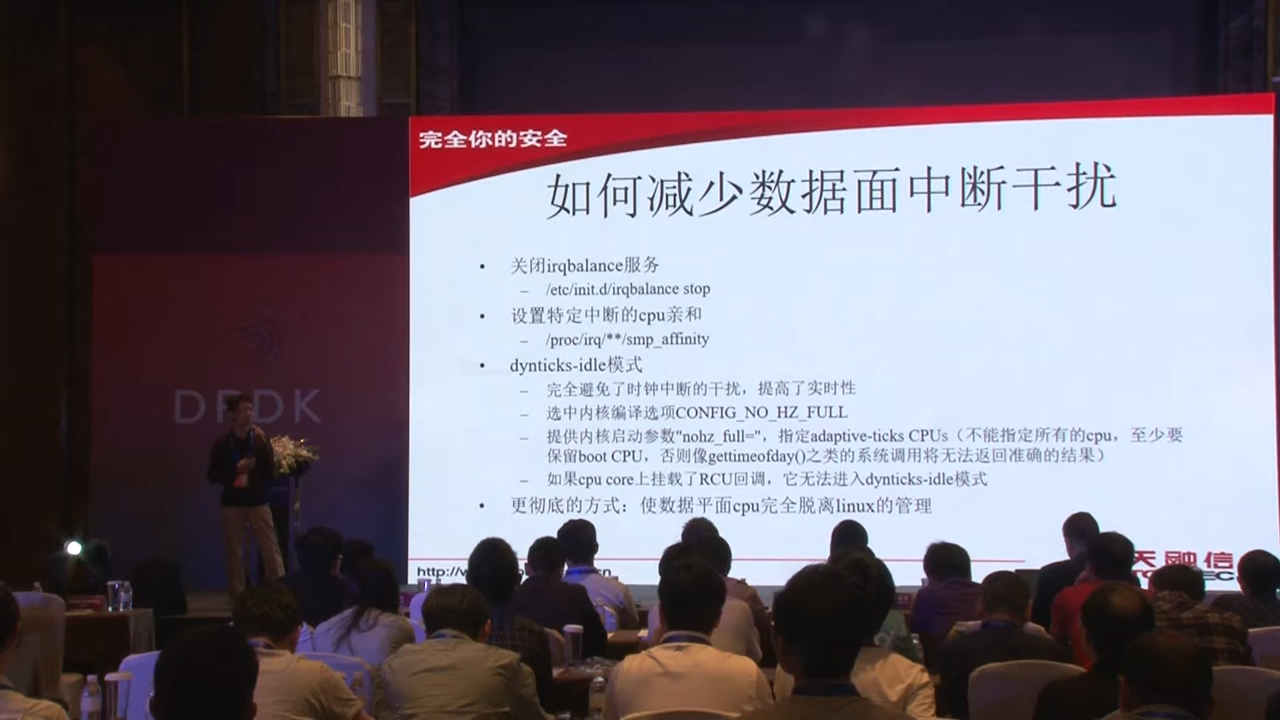 完全你的安全
如何减少数据面中断干扰
• 关闭irqbalance服务
– /etc/init.d/irqbalance stop
• 设置特定中断的cpu亲和
– /proc/irq/**/smp_affinity
• dynticks-idle模式
– 完全避免了时钟中断的干扰，提高了实时性
– 选中内核编译选项CONFIG_NO_HZ_FULL
– 提供内核启动参数"nohz_full="，指定adaptive-ticks CPUs（不能指定所有的cpu，至少要
保留boot CPU，否则像gettimeofday()之类的系统调用将无法返回准确的结果）
– 如果cpu core上挂载了RCU回调，它无法进入dynticks-idle模式
• 更彻底的方式：使数据平面cpu完全脱离linux的管理
DPDK
天融信